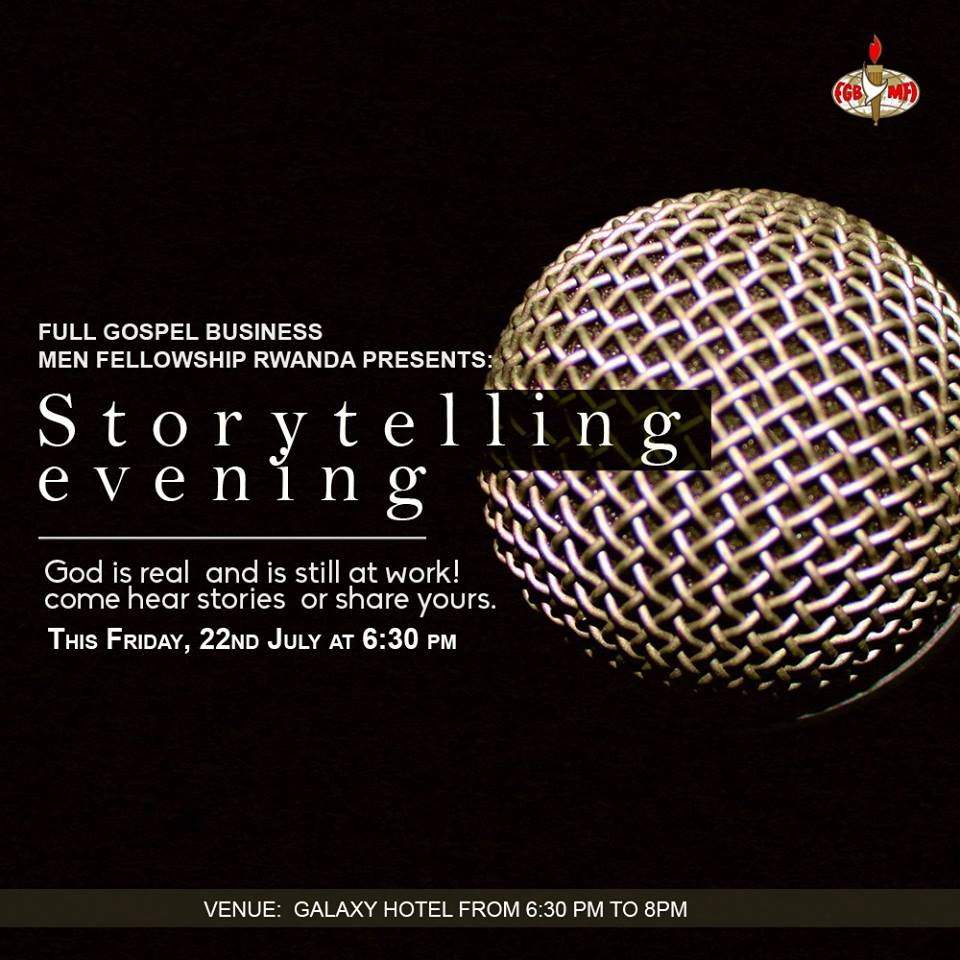 FGB MFI
FULL GOSPEL BUSINESS
MEN FELLOWSHIP RWANDA PRESENTS:
Storytelling
evening
God is real and is still at work!
come hear stories or share yours.
THIS FRIDAY, 22ND JULY AT 6:30 PM
VENUE: GALAXY HOTEL FROM 6:30 PM TO 8PM